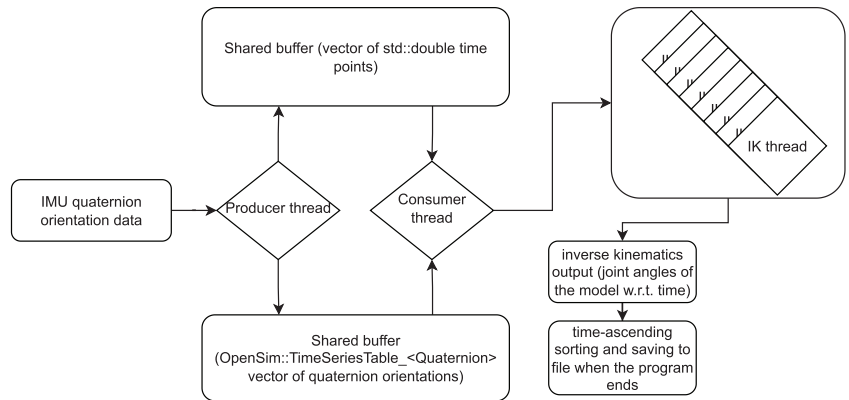 Shared buffer (vector of std::double time
points)
IMU quaternion
orientation data
Producer thread
Consumer
thread
IK thread
inverse kinematics
output (joint angles of
the model w.r.t. time)
Shared buffer
(OpenSim::TimeSeriesTable_<Quaternion>
vector of quaternion orientations)
time-ascending
sorting and saving to
file when the program
ends